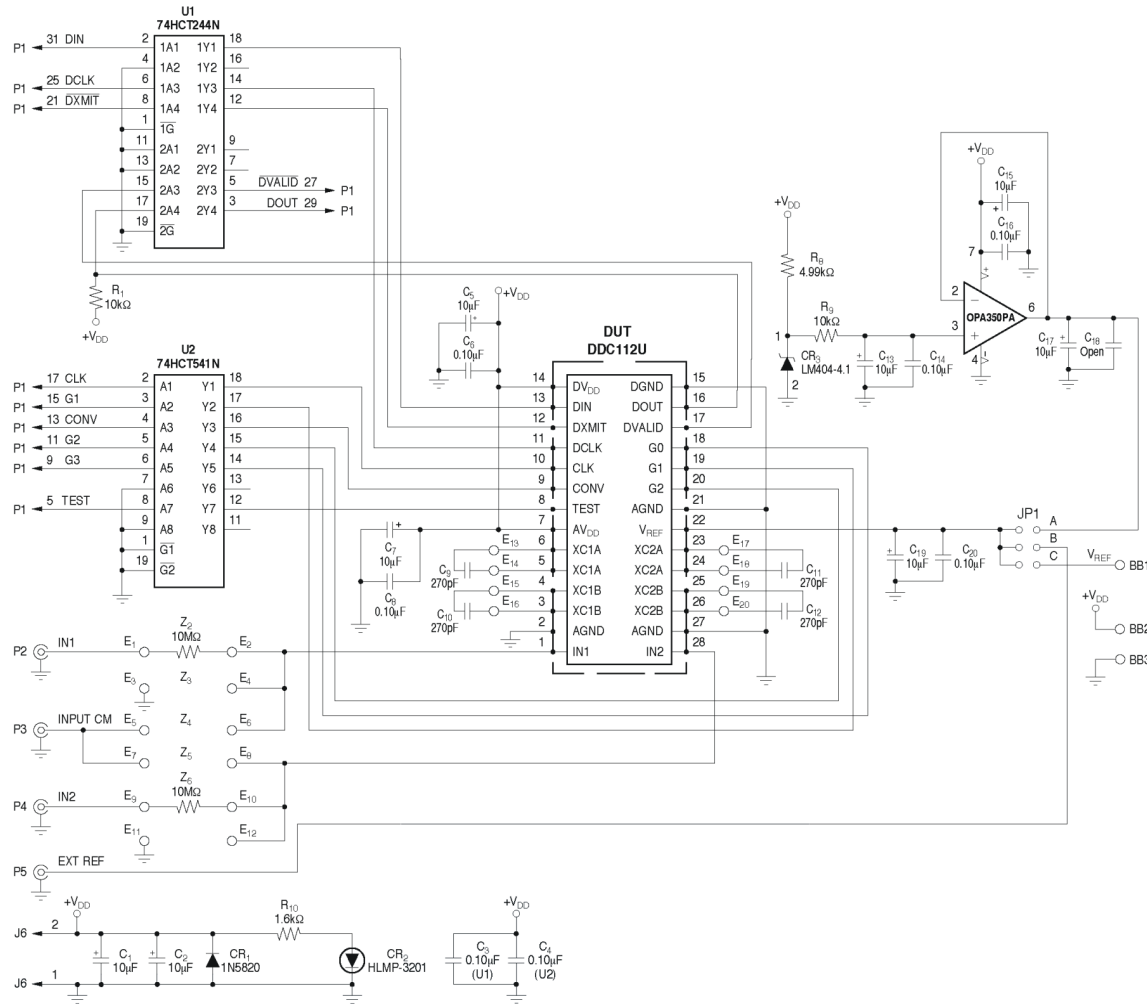 U1
74HCT244N
P1 31 DIN 2 1A1 1Y1 18
4 1A2 1Y2 16
P1 25 DCLK 6 1A3 1Y3 14
P1 21 DXMIT 8 1A4 1Y4 12
1 1G
11 2A1 2Y1 9
13 2A2 2Y2 7
15 2A3 2Y3 5 DVALID 27 P1
17 2A4 2Y4 3 DOUT 29 P1
19 2G
R1
10kΩ
+VDD
U2
74HCT541N
P1 17 CLK 2 A1 Y1 18
P1 15 G1 3 A2 Y2 17
P1 13 CONV 4 A3 Y3 16
P1 11 G2 5 A4 Y4 15
P1 9 G3 6 A5 Y5 14
7 A6 Y6 13
P1 5 TEST 8 A7 Y7 12
9 A8 Y8 11
1 G1
19 G2
C5
10µF
+VDD
C6
0.10µF
DUT
DDC112U
14 DVDD DGND 15
13 DIN DOUT 16
12 DXMIT DVALID 17
11 DCLK G0 18
10 CLK G1 19
9 CONV G2 20
8 TEST AGND 21
7 AVDD VREF 22
6 XC1A XC2A 23
5 XC1A XC2A 24
4 XC1B XC2B 25
3 XC1B XC2B 26
2 AGND AGND 27
1 IN1 IN2 28
C7
10µF
C8
0.10µF
E13
E14
E15
E16
C9
270pF
C10
270pF
E17
E18
E19
E20
C11
270pF
C12
270pF
+VDD
R8
4.99kΩ
R9
10kΩ
1
CR3
LM404-4.1
2
C13
10µF
C14
0.10µF
+VDD
C15
10µF
C16
0.10µF
7
2
3
OPA350PA
6
4
C17
10µF
C18
Open
C19
10µF
C20
0.10µF
JP1
A
B
C
VREF
BB1
+VDD
BB2
BB3
P2 IN1 E1 Z2 E2
10MΩ
E3 Z3 E4
P3 INPUT CM E5 Z4 E6
E7 Z5 E8
P4 IN2 E9 Z6 E10
10MΩ
E11 E12
P5 EXT REF
J6 2
+VDD
C1
10µF
C2
10µF
CR1
1N5820
R10
1.6kΩ
CR2
HLMP-3201
J6 1
+VDD
C3
0.10µF
(U1)
C4
0.10µF
(U2)